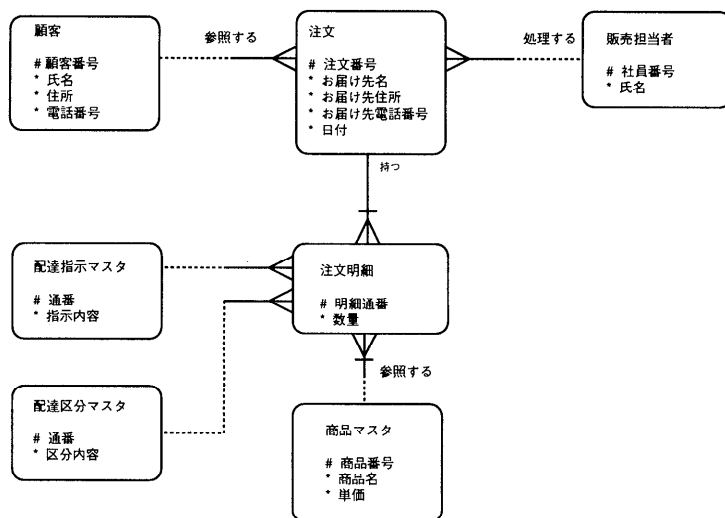 顧客
# 顧客番号
* 氏名
* 住所
* 電話番号
参照する
注文
# 注文番号
* お届け先名
* お届け先住所
* お届け先電話番号
* 日付
処理する
販売担当者
# 社員番号
* 氏名
持つ
配達指示マスタ
# 通番
* 指示内容
注文明細
# 明細通番
* 数量
参照する
配達区分マスタ
# 通番
* 区分内容
商品マスタ
# 商品番号
* 商品名
* 単価